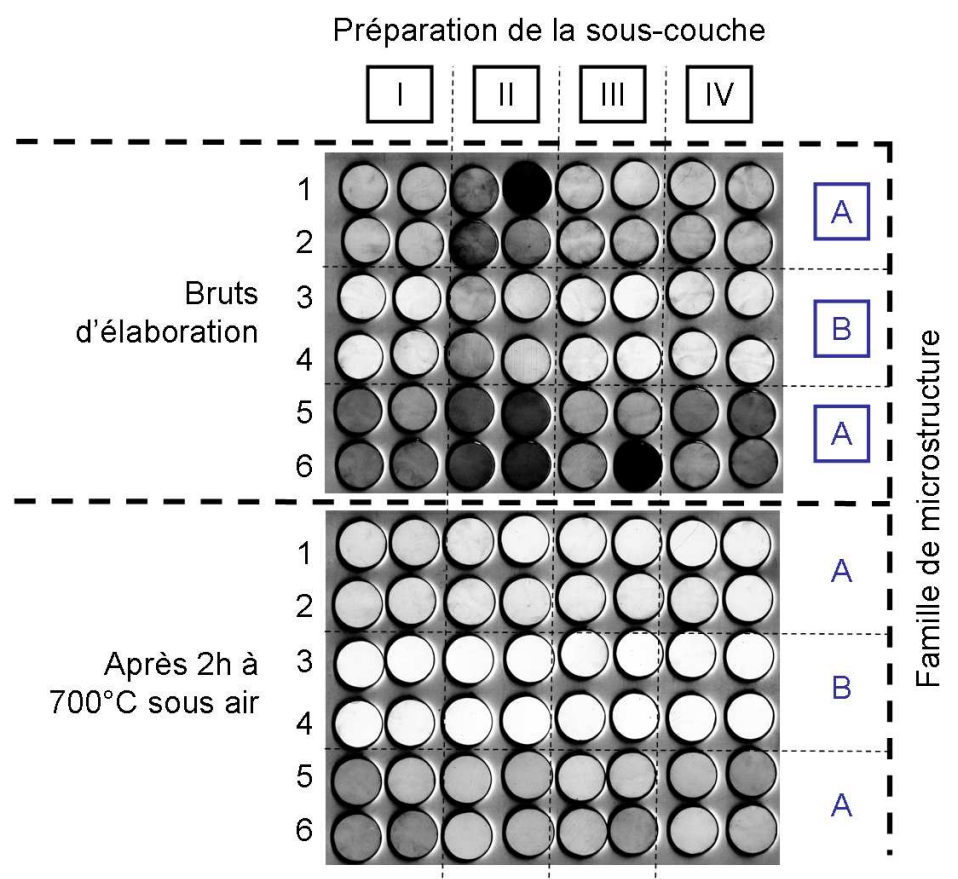 Préparation de la sous-couche
I II III IV
1
2
A
Bruts
d'élaboration
3
4
B
5
6
A
1
2
A
Après 2h à
700°C sous air
3
4
B
5
6
A
Famille de microstructure